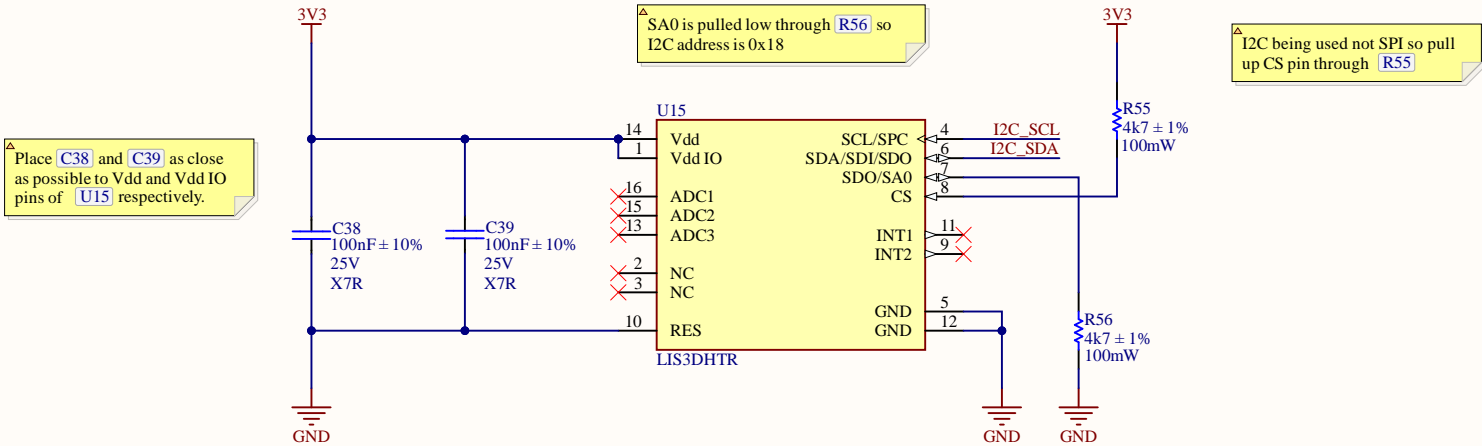 3V3
SA0 is pulled low through R56 so
I2C address is 0x18
3V3
I2C being used not SPI so pull
up CS pin through R55
Place C38 and C39 as close
as possible to Vdd and Vdd IO
pins of U15 respectively.
C38
100nF ± 10%
25V
X7R
C39
100nF ± 10%
25V
X7R
U15
14 Vdd
1 Vdd IO
16 ADC1
15 ADC2
13 ADC3
2 NC
3 NC
10 RES
SCL/SPC 4 I2C_SCL
SDA/SDI/SDO 6 I2C_SDA
SDO/SA0 7
CS 8
INT1 11
INT2 9
GND 5
GND 12
LIS3DHTR
R55
4k7 ± 1%
100mW
R56
4k7 ± 1%
100mW
GND
GND
GND